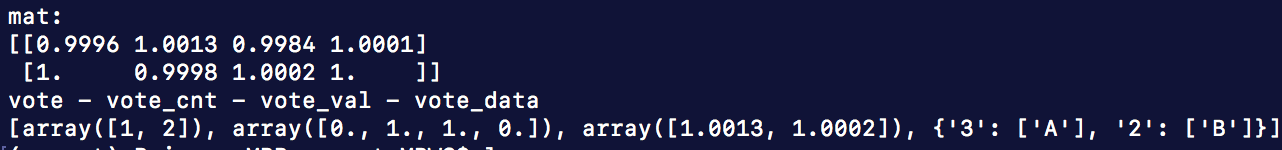 mat:
[[0.9996 1.0013 0.9984 1.0001]
 [1.     0.9998 1.0002 1.    ]]
vote - vote_cnt - vote_val - vote_data
[array([1, 2]), array([0., 1., 1., 0.]), array([1.0013, 1.0002]), {'3': ['A'], '2': ['B']}]